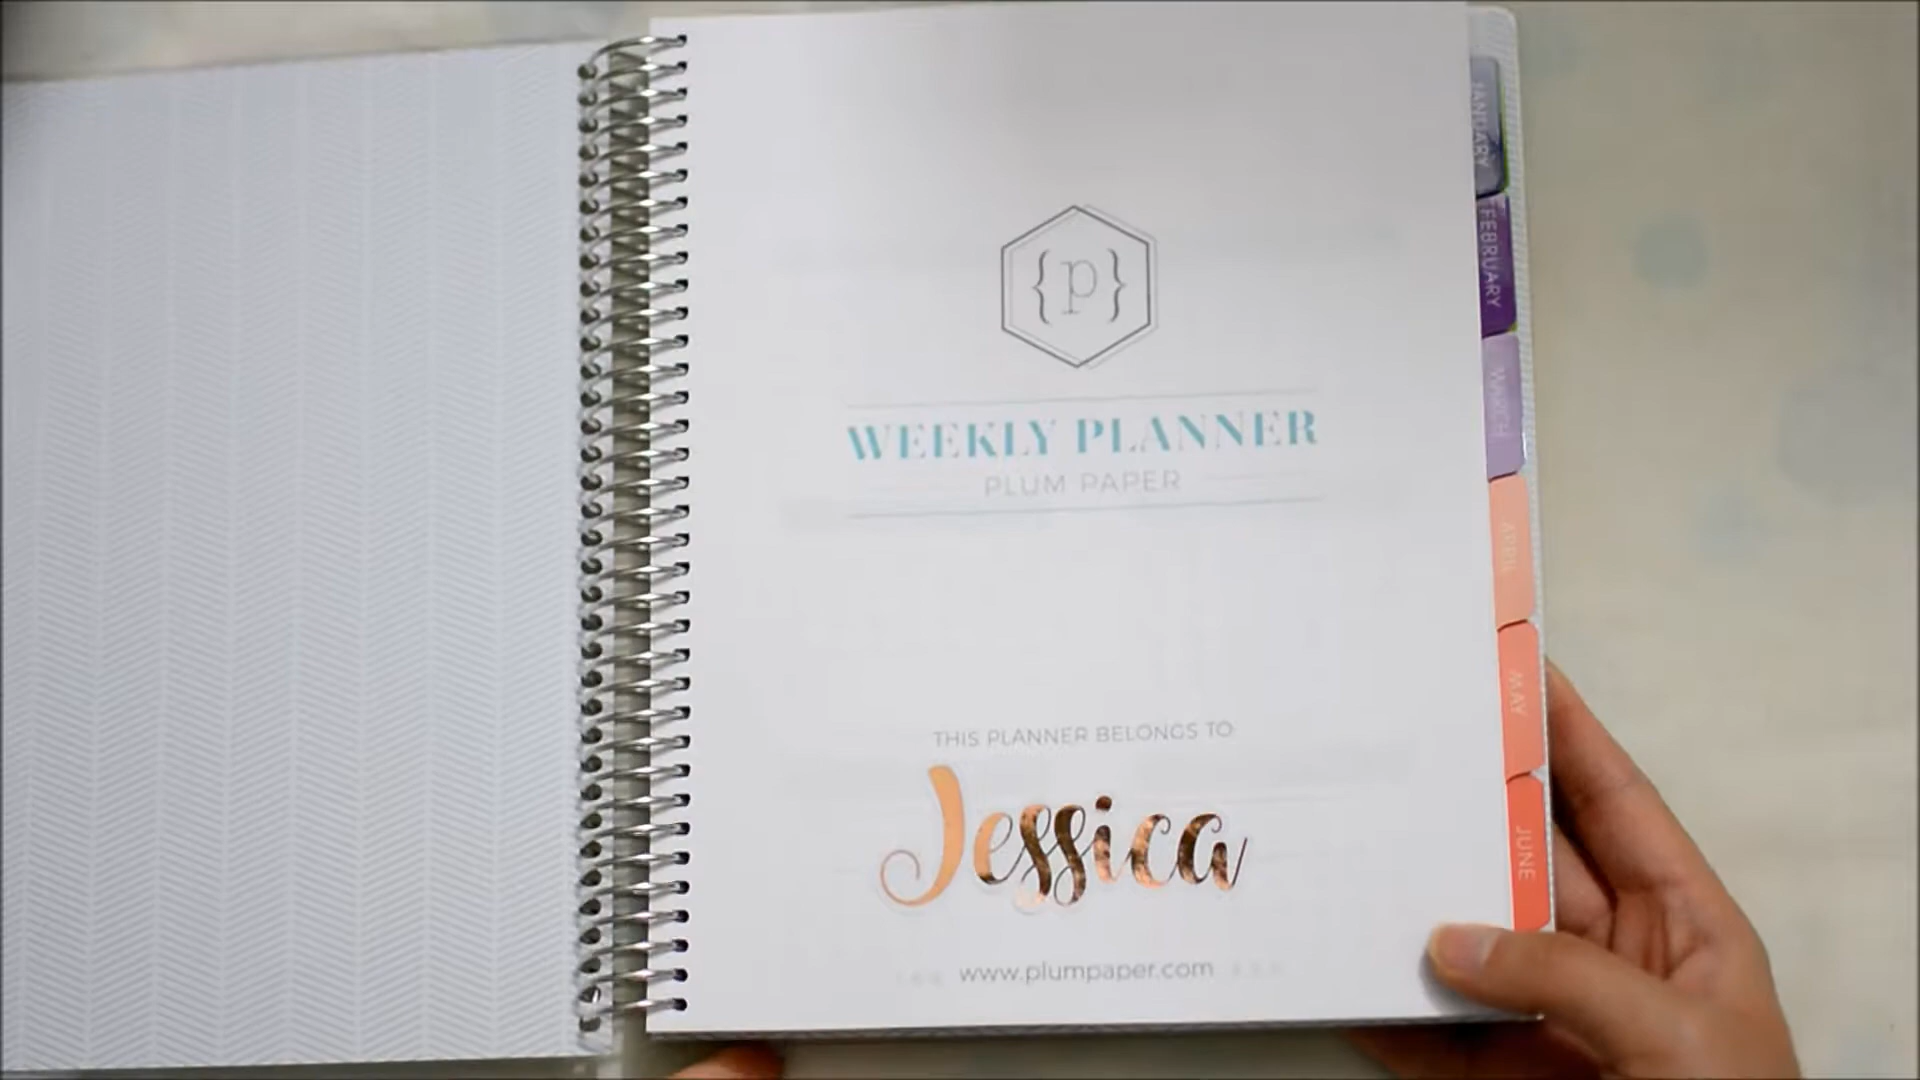 {p}
WEEKLY PLANNER
PLUM PAPER
THIS PLANNER BELONGS TO
Jessica
www.plumpaper.com
JANUARY
FEBRUARY
MARCH
APRIL
MAY
JUNE